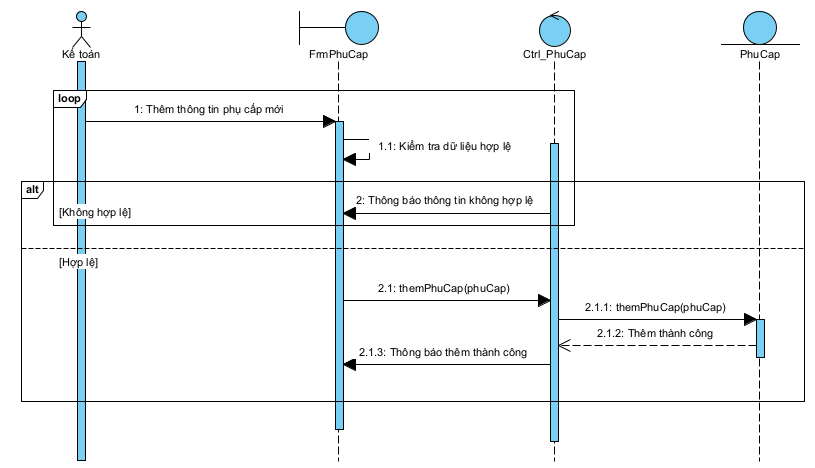 Kế toán
FrmPhuCap
Ctrl_PhuCap
PhuCap
loop
1: Thêm thông tin phụ cấp mới
1.1: Kiểm tra dữ liệu hợp lệ
alt
2: Thông báo thông tin không hợp lệ
[Không hợp lệ]
[Hợp lệ]
2.1: themPhuCap(phuCap)
2.1.1: themPhuCap(phuCap)
2.1.2: Thêm thành công
2.1.3: Thông báo thêm thành công